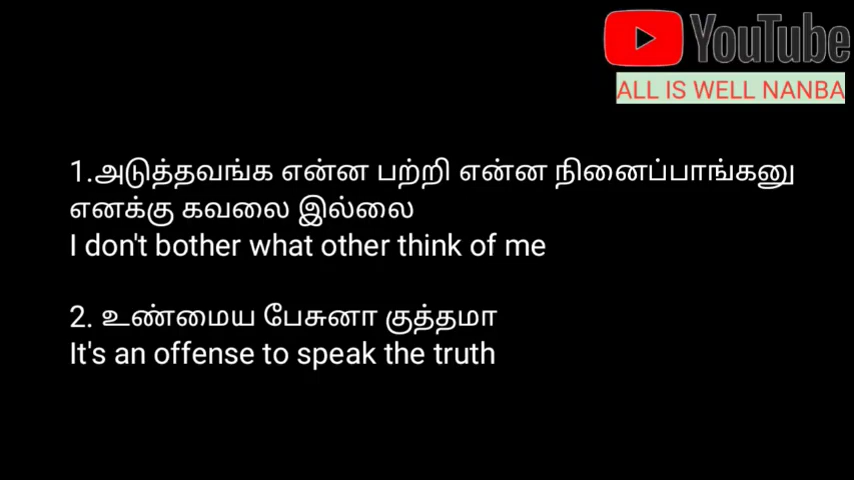 YouTube
ALL IS WELL NANBA
1.அடுத்தவங்க என்ன பற்றி என்ன நினைப்பாங்கனு
எனக்கு கவலை இல்லை
I don't bother what other think of me
2. உண்மைய பேசுனா குத்தமா
It's an offense to speak the truth